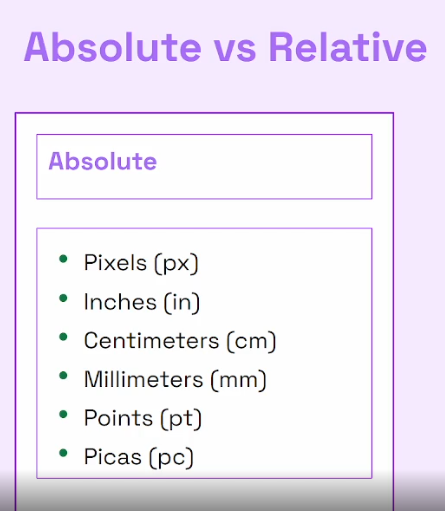 Absolute vs Relative
Absolute
• Pixels (px)
• Inches (in)
• Centimeters (cm)
• Millimeters (mm)
• Points (pt)
• Picas (pc)